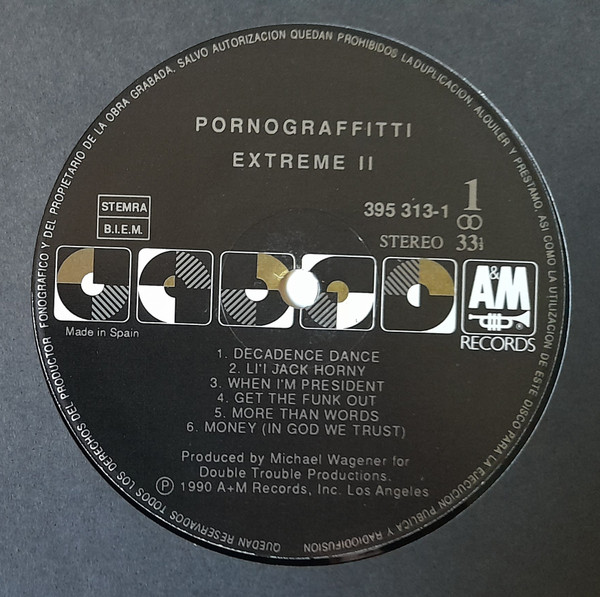 FONOGRAFICO Y DEL PROPIETARIO DE LA OBRA GRABADA. SALVO AUTORIZACION QUEDAN PROHIBIDOS LA DUPLICACION, ALQUILER Y PRESTAMO, ASI COMO LA UTILIZACION DE ESTE DISCO PARA LA EJECUCION PUBLICA Y RADIODIFUSION
QUEDAN RESERVADOS TODOS LOS DERECHOS DEL PRODUCTOR
PORNOGRAFFITTI
EXTREME II
STEMRA
B.I.E.M.
395 313-1
1
STEREO 33⅓
A&M
®
RECORDS
Made in Spain
1. DECADENCE DANCE
2. LI'l JACK HORNY
3. WHEN I'M PRESIDENT
4. GET THE FUNK OUT
5. MORE THAN WORDS
6. MONEY (IN GOD WE TRUST)
Produced by Michael Wagener for
Double Trouble Productions.
Ⓟ 1990 A+M Records, Inc. Los Angeles